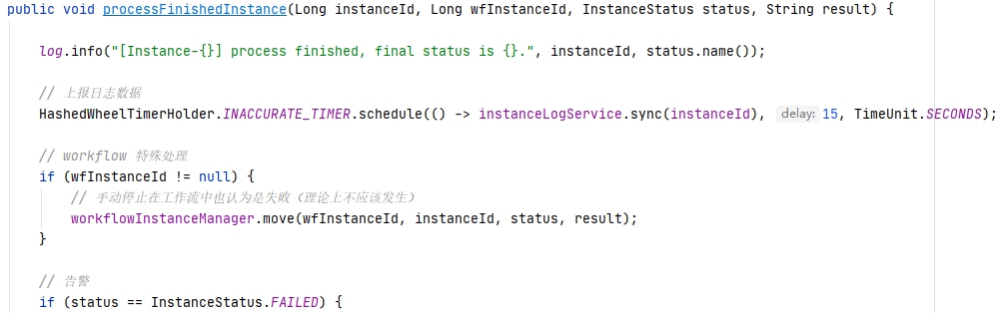 public void processFinishedInstance(Long instanceId, Long wfInstanceId, InstanceStatus status, String result) {
log.info("[Instance-{}] process finished, final status is {}.", instanceId, status.name());
// 上报日志数据
HashedWheelTimerHolder.INACCURATE_TIMER.schedule(() -> instanceLogService.sync(instanceId), delay: 15, TimeUnit.SECONDS);
// workflow 特殊处理
if (wfInstanceId != null) {
// 手动停止在工作流中也认为是失败（理论上不应该发生）
workflowInstanceManager.move(wfInstanceId, instanceId, status, result);
}
// 告警
if (status == InstanceStatus.FAILED) {